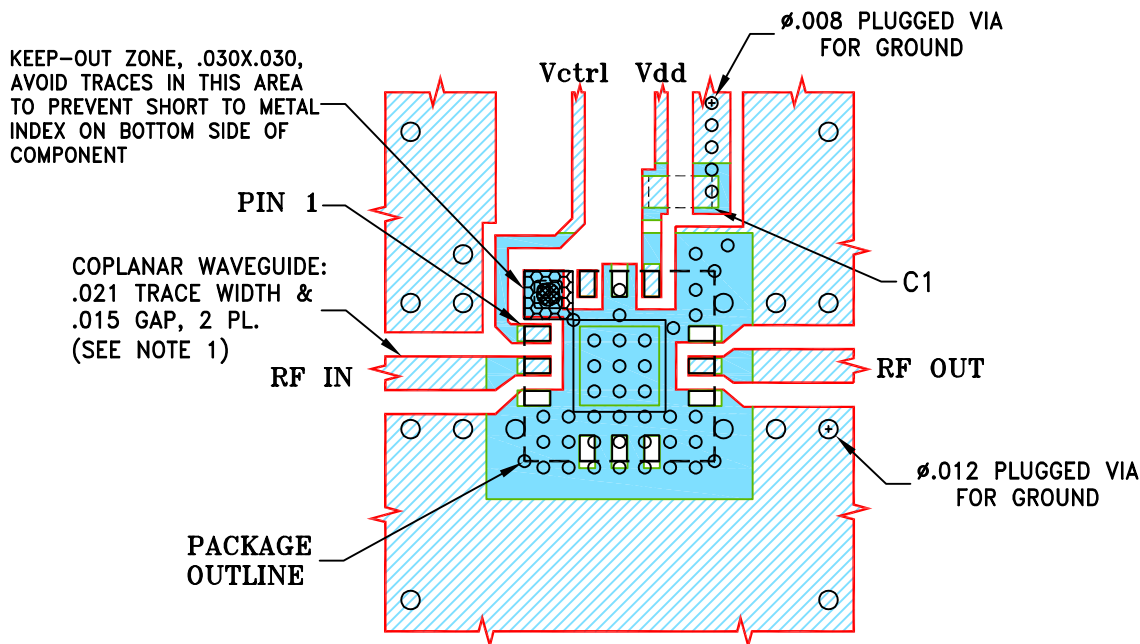 ø.008 PLUGGED VIA
FOR GROUND
KEEP–OUT ZONE, .030X.030,
AVOID TRACES IN THIS AREA
TO PREVENT SHORT TO METAL
INDEX ON BOTTOM SIDE OF
COMPONENT
Vctrl
Vdd
PIN 1
COPLANAR WAVEGUIDE:
.021 TRACE WIDTH &
.015 GAP, 2 PL.
(SEE NOTE 1)
C1
RF IN
RF OUT
ø.012 PLUGGED VIA
FOR GROUND
PACKAGE
OUTLINE